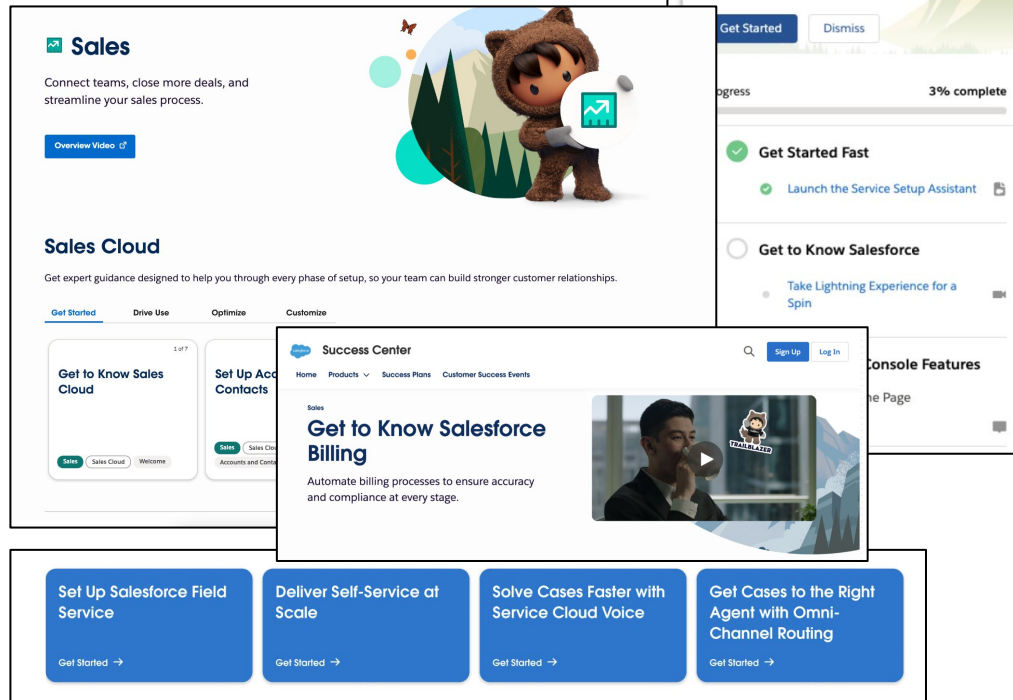 Sales
Connect teams, close more deals, and
streamline your sales process.
Overview Video
Sales Cloud
Get expert guidance designed to help you through every phase of setup, so your team can build stronger customer relationships.
Get Started Drive Use Optimize Customize
1 of 7
Get to Know Sales
Cloud
Sales Sales Cloud Welcome
Set Up
Contacts
Sales
Accounts and
Get Started Dismiss
3% complete
Get Started Fast
Launch the Service Setup Assistant
Get to Know Salesforce
Take Lightning Experience for a
Spin
Console Features
Page
Success Center
Sign Up Log In
Home Products Success Plans Customer Success Events
Sales
Get to Know Salesforce
Billing
Automate billing processes to ensure accuracy
and compliance at every stage.
TRAILBLAZER
Set Up Salesforce Field
Service
Get Started →
Deliver Self-Service at
Scale
Get Started →
Solve Cases Faster with
Service Cloud Voice
Get Started →
Get Cases to the Right
Agent with Omni-
Channel Routing
Get Started →